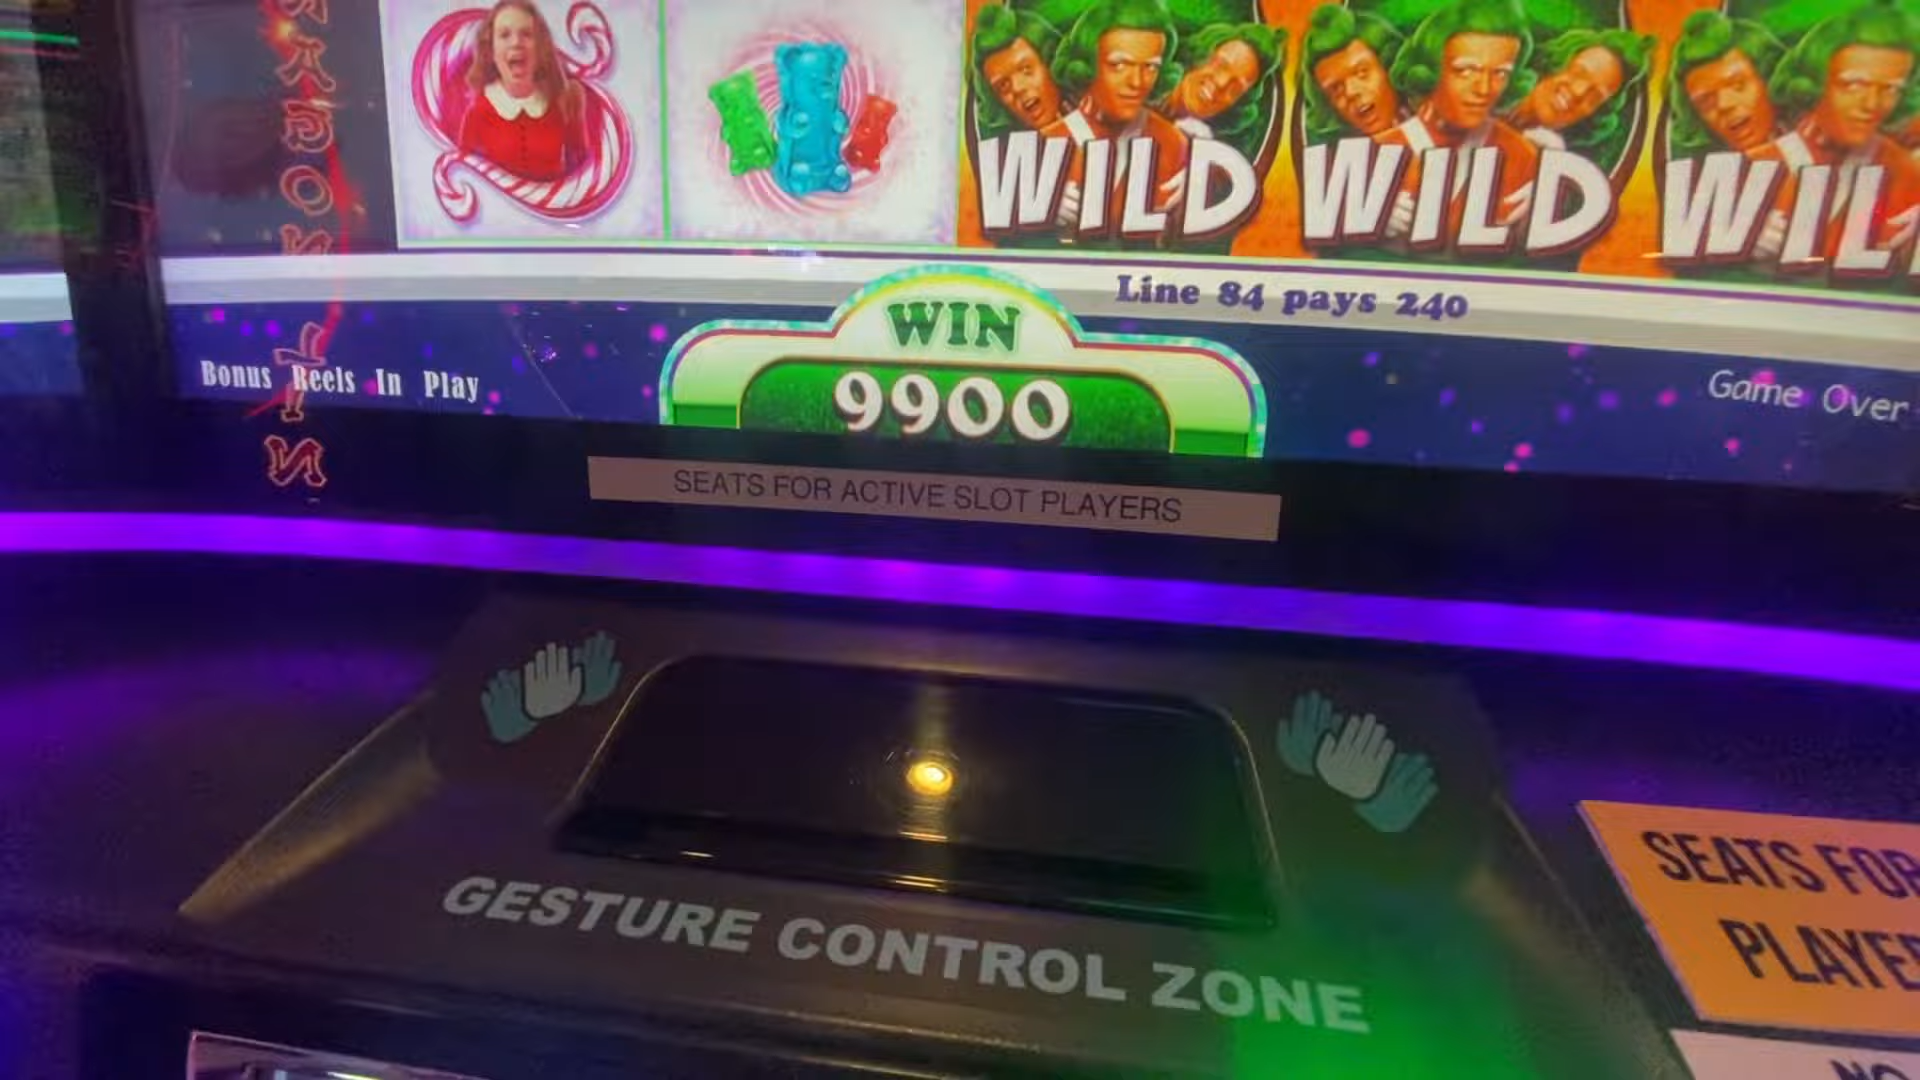 WILD
WILD
Line 84 pays 240
WIN
9900
Bonus Reels In Play
Game Over
SEATS FOR ACTIVE SLOT PLAYERS
GESTURE CONTROL ZONE
SEATS FOR
PLAYE
NO